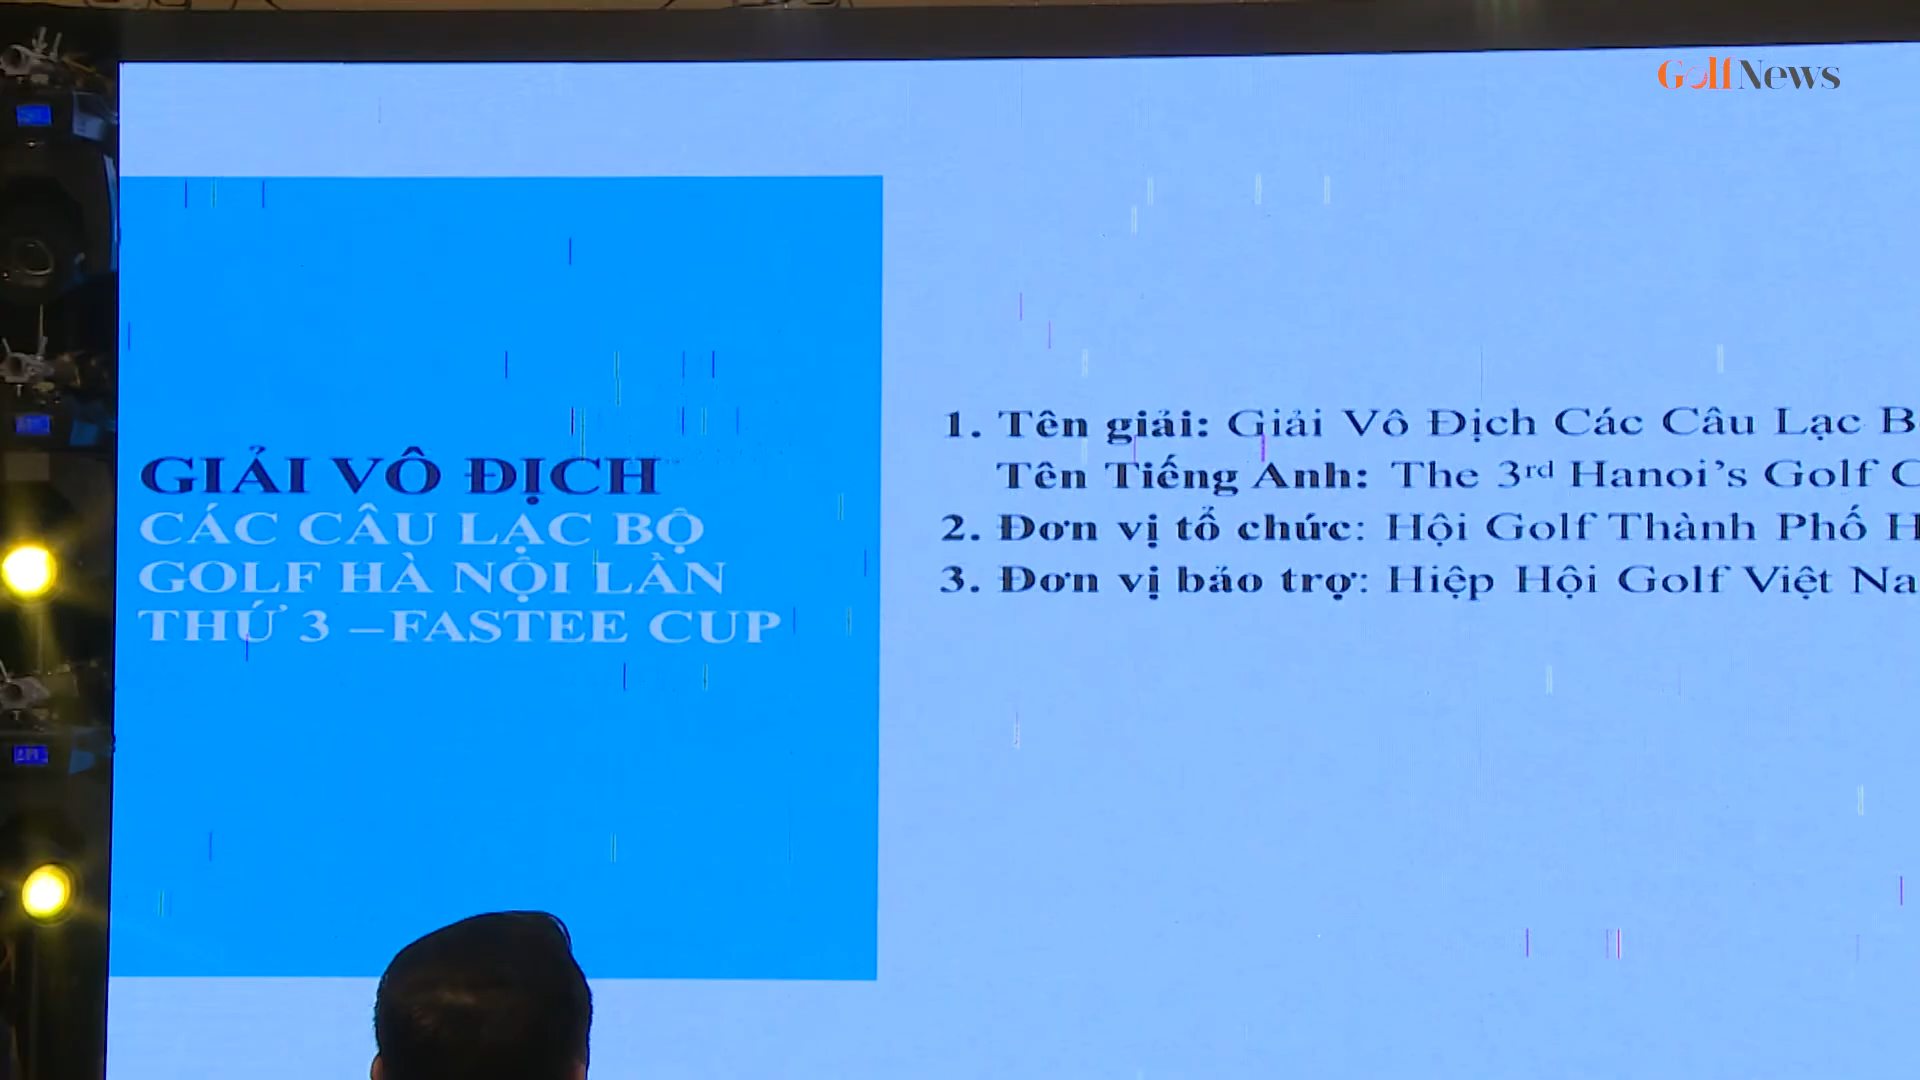 GolfNews
GIẢI VÔ ĐỊCH
CÁC CÂU LẠC BỘ
GOLF HÀ NỘI LẦN
THỨ 3 –FASTEE CUP
1. Tên giải: Giải Vô Địch Các Câu Lạc
Tên Tiếng Anh: The 3rd Hanoi’s Golf
2. Đơn vị tổ chức: Hội Golf Thành Phố
3. Đơn vị bảo trợ: Hiệp Hội Golf Việt